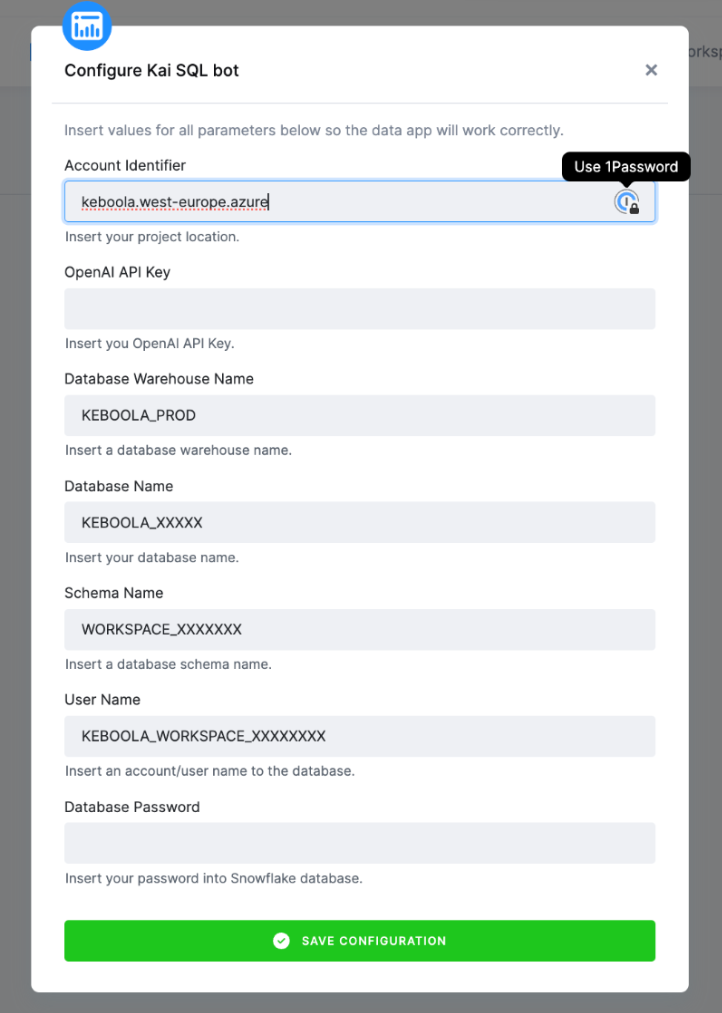 orksp
Configure Kai SQL bot
Insert values for all parameters below so the data app will work correctly.
Account Identifier
Use 1Password
keboola.west-europe.azure
Insert your project location.
OpenAI API Key
Insert you OpenAI API Key.
Database Warehouse Name
KEBOOLA_PROD
Insert a database warehouse name.
Database Name
KEBOOLA_XXXXX
Insert your database name.
Schema Name
WORKSPACE_XXXXXXX
Insert a database schema name.
User Name
KEBOOLA_WORKSPACE_XXXXXXXX
Insert an account/user name to the database.
Database Password
Insert your password into Snowflake database.
SAVE CONFIGURATION